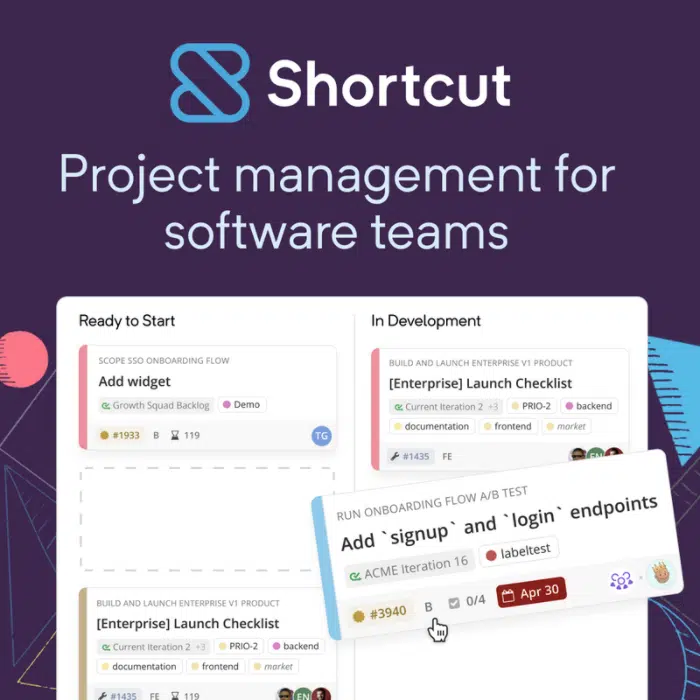 Shortcut
Project management for
software teams
Ready to Start
SCOPE SSO ONBOARDING FLOW
Add widget
Growth Squad Backlog
Demo
#1933 B 119
TG
In Development
BUILD AND LAUNCH ENTERPRISE V1 PRODUCT
[Enterprise] Launch Checklist
Current Iteration 2 +3 PRIO-2 backend
documentation frontend market
#1435 FE
EN
RUN ONBOARDING FLOW A/B TEST
Add `signup` and `login` endpoints
ACME Iteration 16 labeltest
#3940 B 0/4 Apr 30
BUILD AND LAUNCH ENTERPRISE V1 PRODUCT
[Enterprise] Launch Checklist
Current Iteration 2 +3 PRIO-2 backend
documentation frontend market
#1435 FE 119
EN